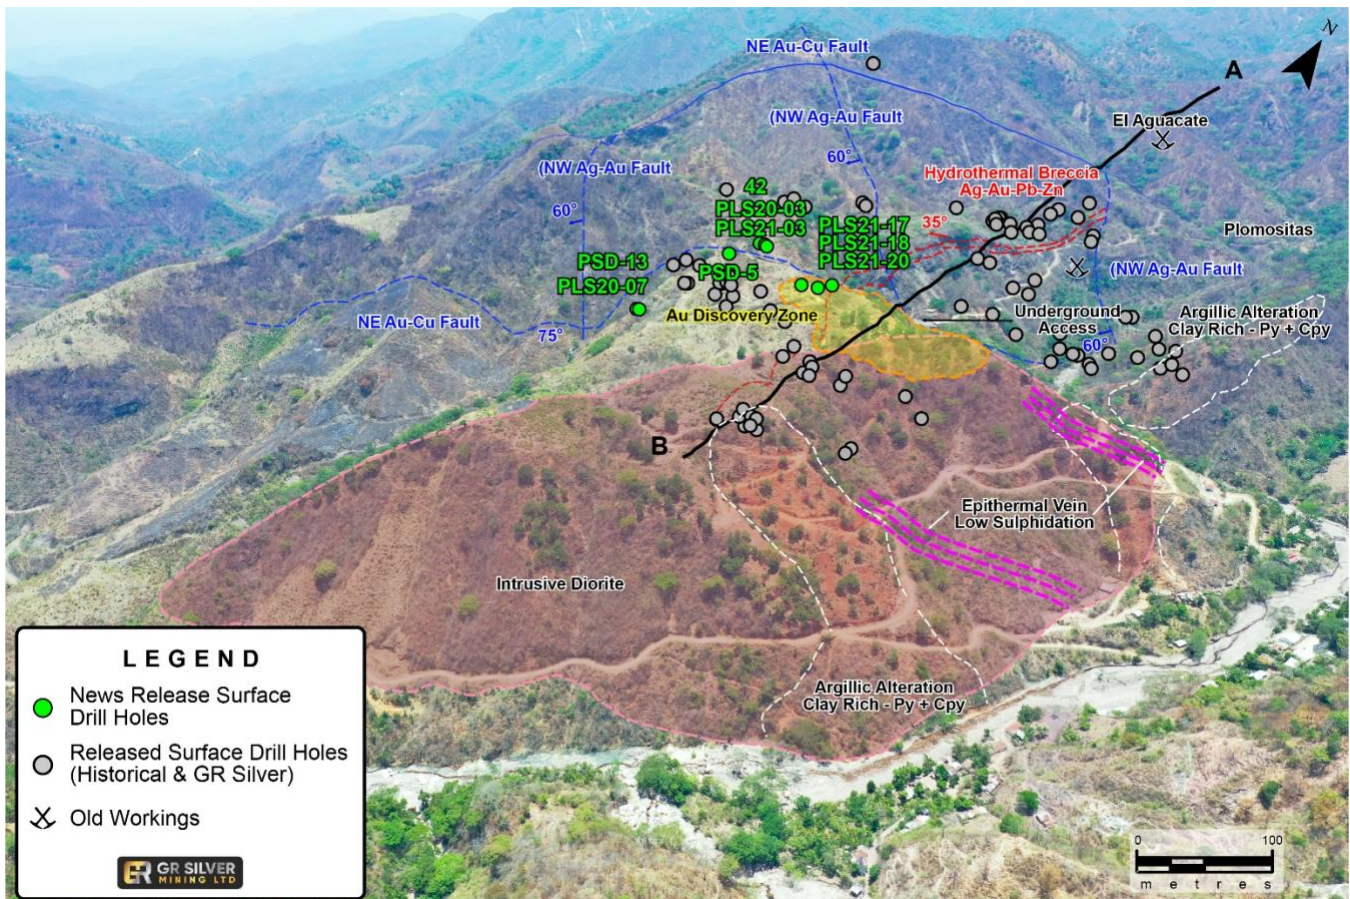 N
NE Au-Cu Fault
A
(NW Ag-Au Fault
El Aguacate
60°
(NW Ag-Au Fault
Hydrothermal Breccia
Ag-Au-Pb-Zn
42
PLS20-03
PLS21-03
PLS21-17
PLS21-18
PLS21-20
60°
35°
Plomositas
PSD-13
PLS20-07
PSD-5
(NW Ag-Au Fault
NE Au-Cu Fault
75°
Au Discovery Zone
Underground
Access
60°
Argillic Alteration
Clay Rich - Py + Cpy
B
Epithermal Vein
Low Sulphidation
Intrusive Diorite
Argillic Alteration
Clay Rich - Py + Cpy
LEGEND
News Release Surface
Drill Holes
Released Surface Drill Holes
(Historical & GR Silver)
Old Workings
GR SILVER
MINING LTD
0 100
metres